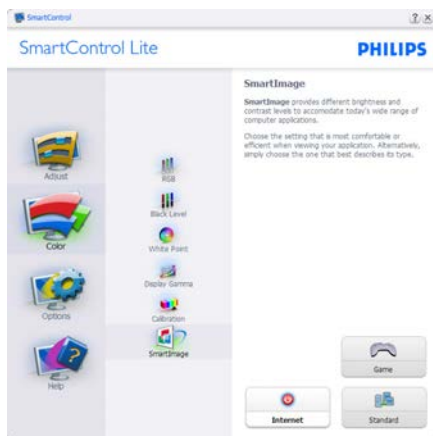 SmartControl
SmartControl Lite
PHILIPS
Adjust
Color
Options
Help
RGB
Black Level
White Point
Display Gamma
Calibration
SmartImage
SmartImage
SmartImage provides different brightness and
contrast levels to accomodate today's wide range of
computer applications.
Choose the setting that is most comfortable or
efficient when viewing your application. Alternatively,
simply choose the one that best describes its type.
Game
Internet
Standard